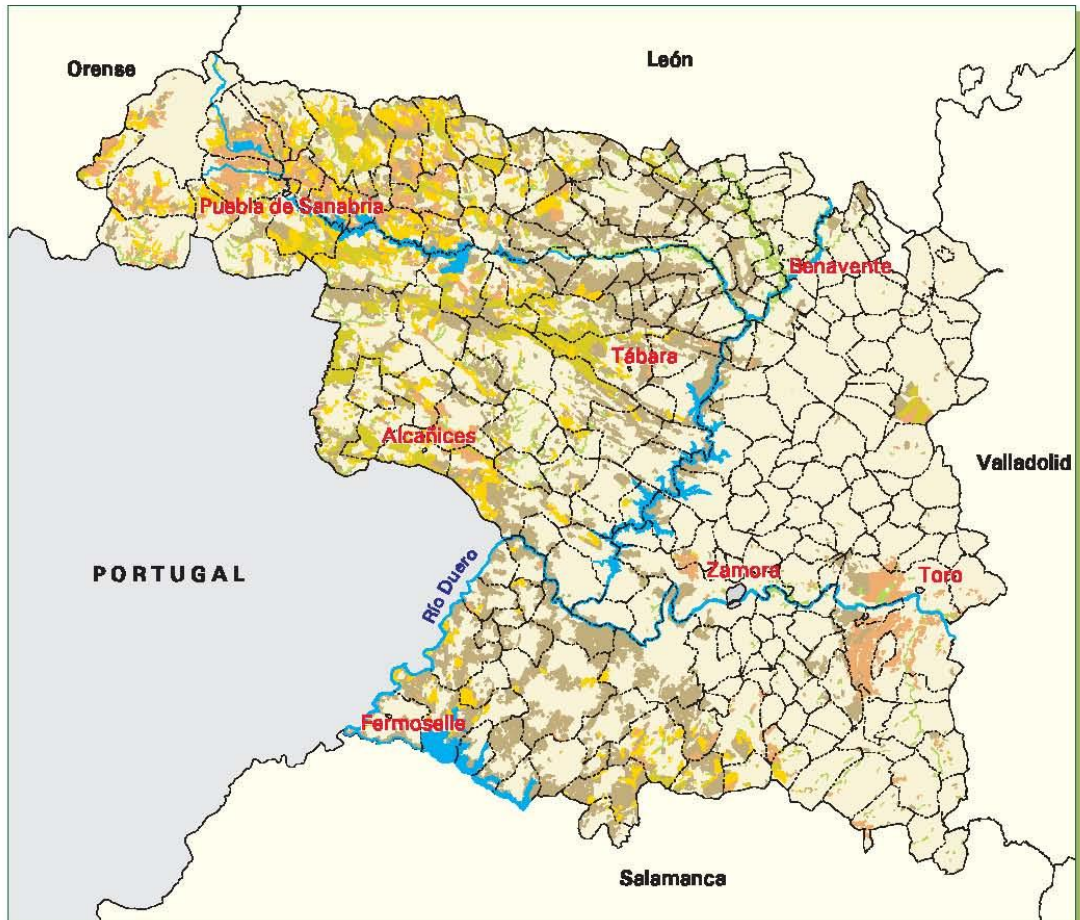 León
Orense
Puebla de Sanabria
Benavente
Tábara
Alcañices
Valladolid
PORTUGAL
Río Duero
Zamora
Toro
Fermoselle
Salamanca